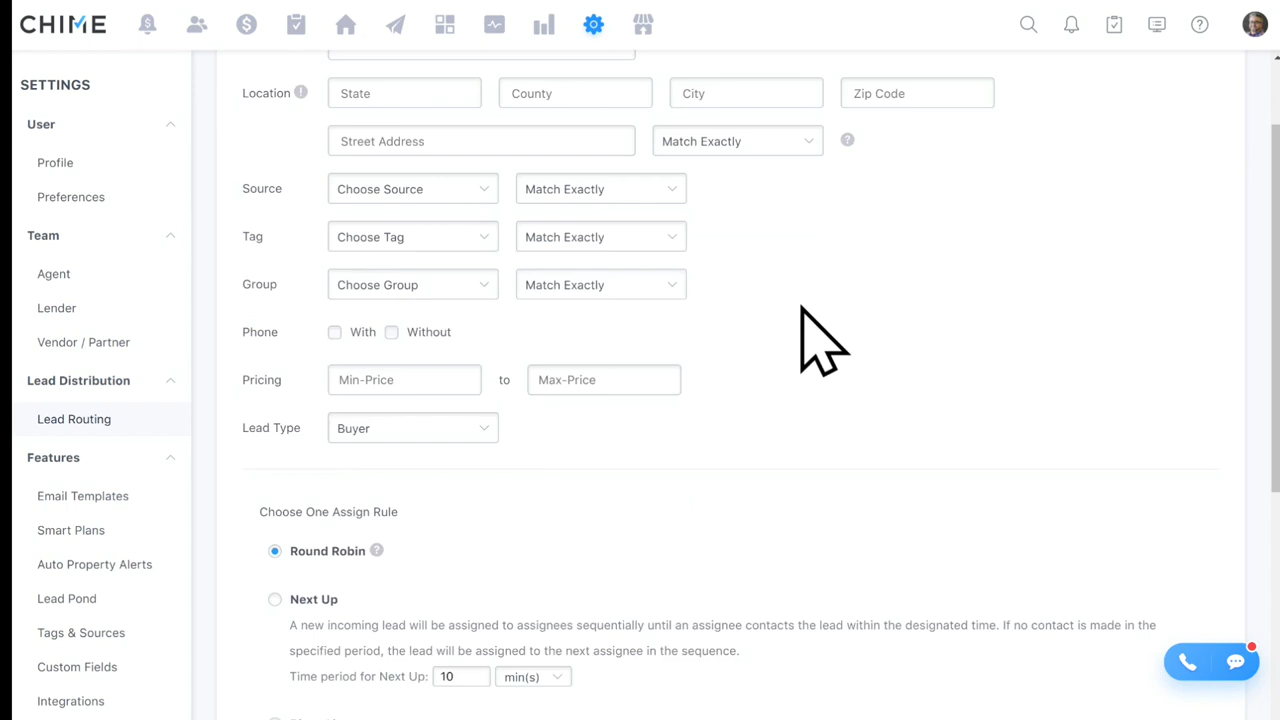 CHIME
SETTINGS
User
Profile
Preferences
Team
Agent
Lender
Vendor / Partner
Lead Distribution
Lead Routing
Features
Email Templates
Smart Plans
Auto Property Alerts
Lead Pond
Tags & Sources
Custom Fields
Integrations
Location State County City Zip Code
Street Address Match Exactly
Source Choose Source Match Exactly
Tag Choose Tag Match Exactly
Group Choose Group Match Exactly
Phone With Without
Pricing Min-Price to Max-Price
Lead Type Buyer
Choose One Assign Rule
Round Robin
Next Up
A new incoming lead will be assigned to assignees sequentially until an assignee contacts the lead within the designated time. If no contact is made in the
specified period, the lead will be assigned to the next assignee in the sequence.
Time period for Next Up: 10 min(s)